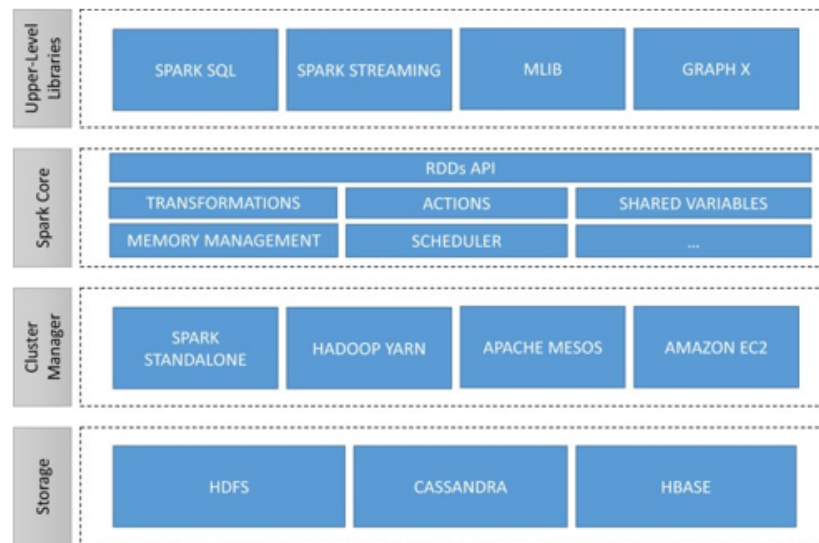 Upper-Level
Libraries
SPARK SQL
SPARK STREAMING
MLIB
GRAPH X
Spark Core
RDDs API
TRANSFORMATIONS
ACTIONS
SHARED VARIABLES
MEMORY MANAGEMENT
SCHEDULER
...
Cluster
Manager
SPARK
STANDALONE
HADOOP YARN
APACHE MESOS
AMAZON EC2
Storage
HDFS
CASSANDRA
HBASE